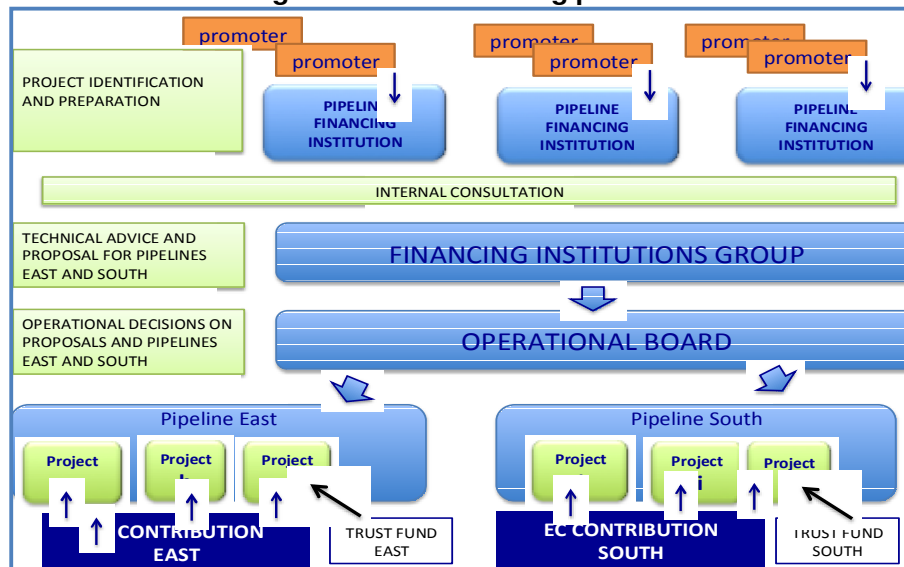 promoter
promoter
promoter
promoter
promoter
promoter
PROJECT IDENTIFICATION
AND PREPARATION
PIPELINE
FINANCING
INSTITUTION
PIPELINE
FINANCING
INSTITUTION
PIPELINE
FINANCING
INSTITUTION
INTERNAL CONSULTATION
TECHNICAL ADVICE AND
PROPOSAL FOR PIPELINES
EAST AND SOUTH
FINANCING INSTITUTIONS GROUP
OPERATIONAL DECISIONS ON
PROPOSALS AND PIPELINES
EAST AND SOUTH
OPERATIONAL BOARD
Pipeline East
Project
Project
Project
CONTRIBUTION
EAST
TRUST FUND
EAST
Pipeline South
Project
Project
i
Project
EC CONTRIBUTION
SOUTH
TRUST FUND
SOUTH